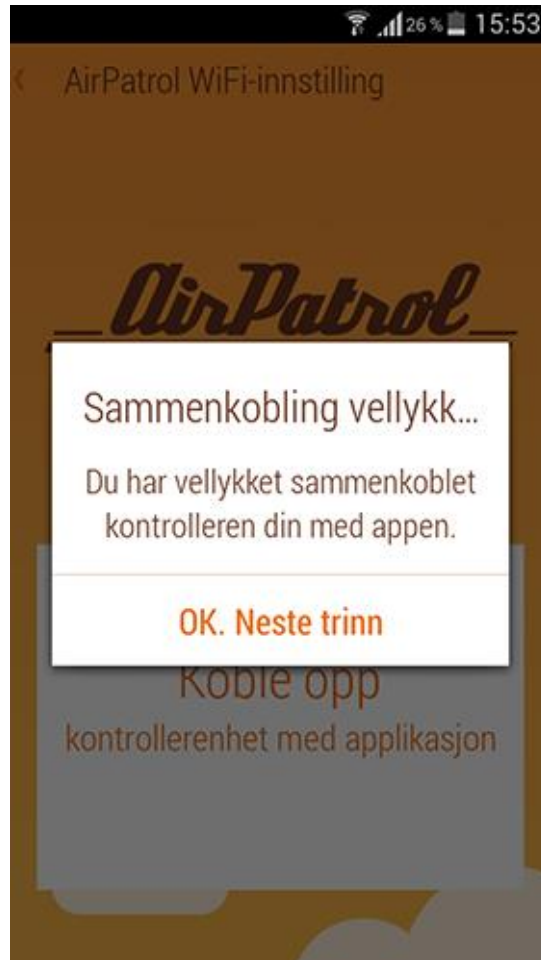 26 % 15:53
AirPatrol WiFi-innstilling
AirPatrol
Sammenkobling vellykk...
Du har vellykket sammenkoblet
kontrolleren din med appen.
OK. Neste trinn
Koble opp
kontrollerenhet med applikasjon